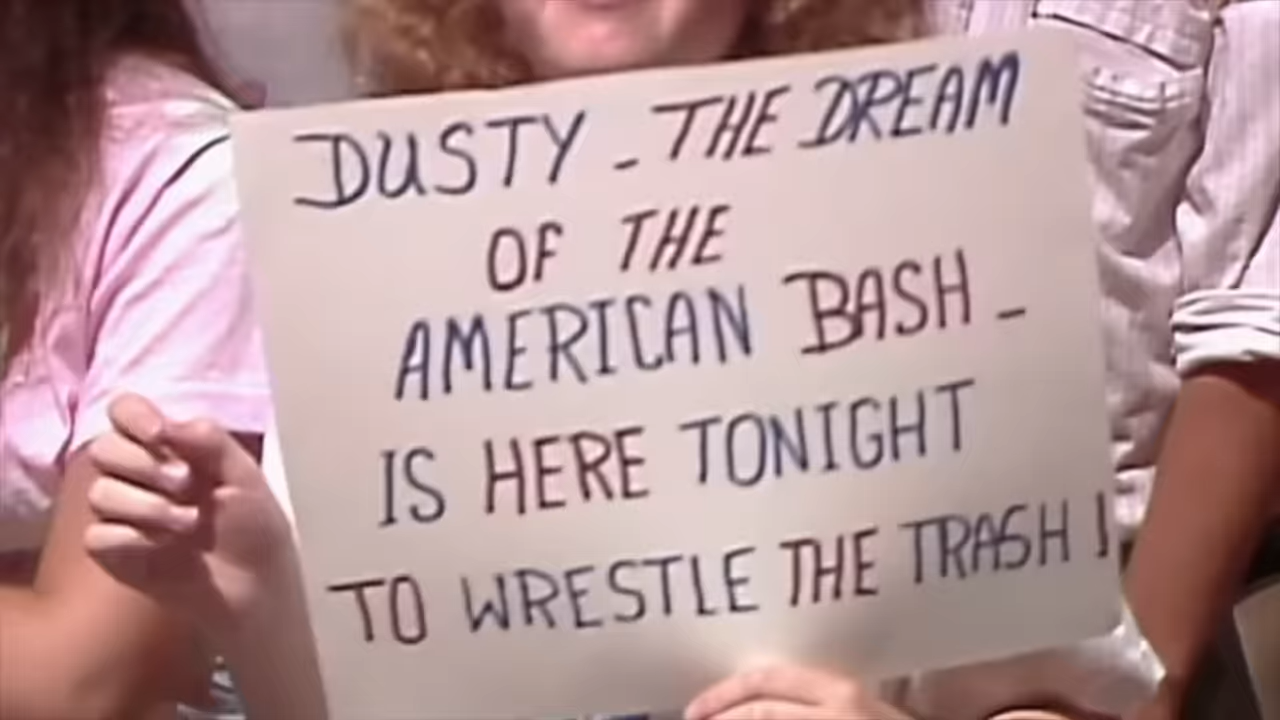 DUSTY - THE DREAM
OF THE
AMERICAN BASH -
IS HERE TONIGHT
TO WRESTLE THE TRASH !